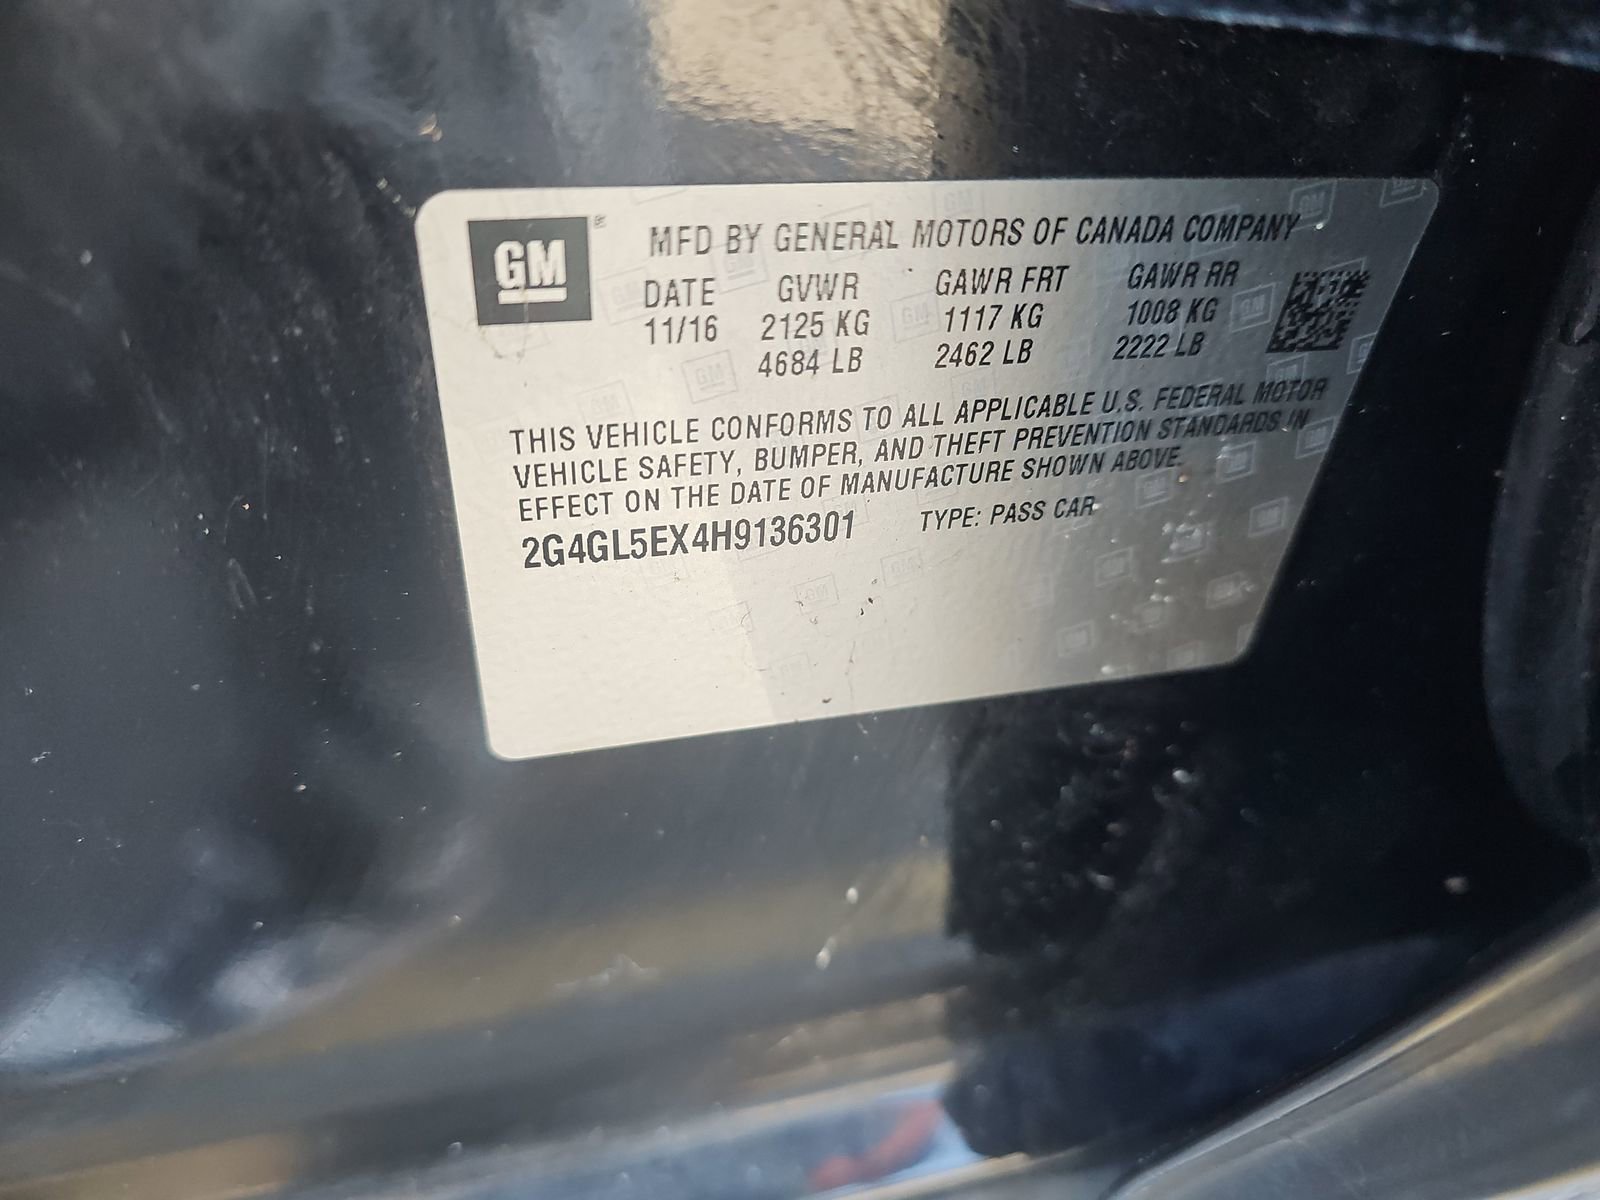 GM ®
MFD BY GENERAL MOTORS OF CANADA COMPANY
DATE GVWR GAWR FRT GAWR RR
11/16 2125 KG 1117 KG 1008 KG
4684 LB 2462 LB 2222 LB
THIS VEHICLE CONFORMS TO ALL APPLICABLE U.S. FEDERAL MOTOR
VEHICLE SAFETY, BUMPER, AND THEFT PREVENTION STANDARDS IN
EFFECT ON THE DATE OF MANUFACTURE SHOWN ABOVE.
2G4GL5EX4H9136301 TYPE: PASS CAR